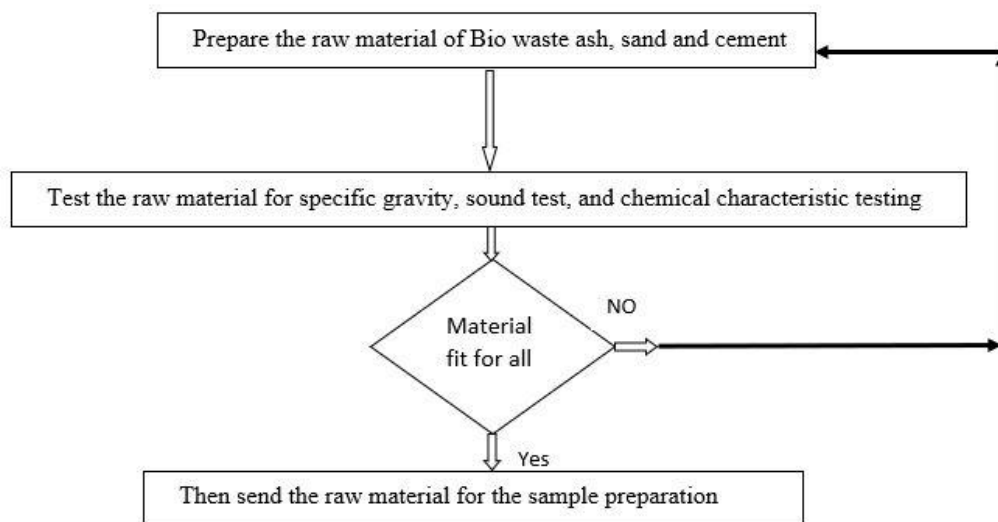 Prepare the raw material of Bio waste ash, sand and cement
Test the raw material for specific gravity, sound test, and chemical characteristic testing
NO
Material
fit for all
Yes
Then send the raw material for the sample preparation